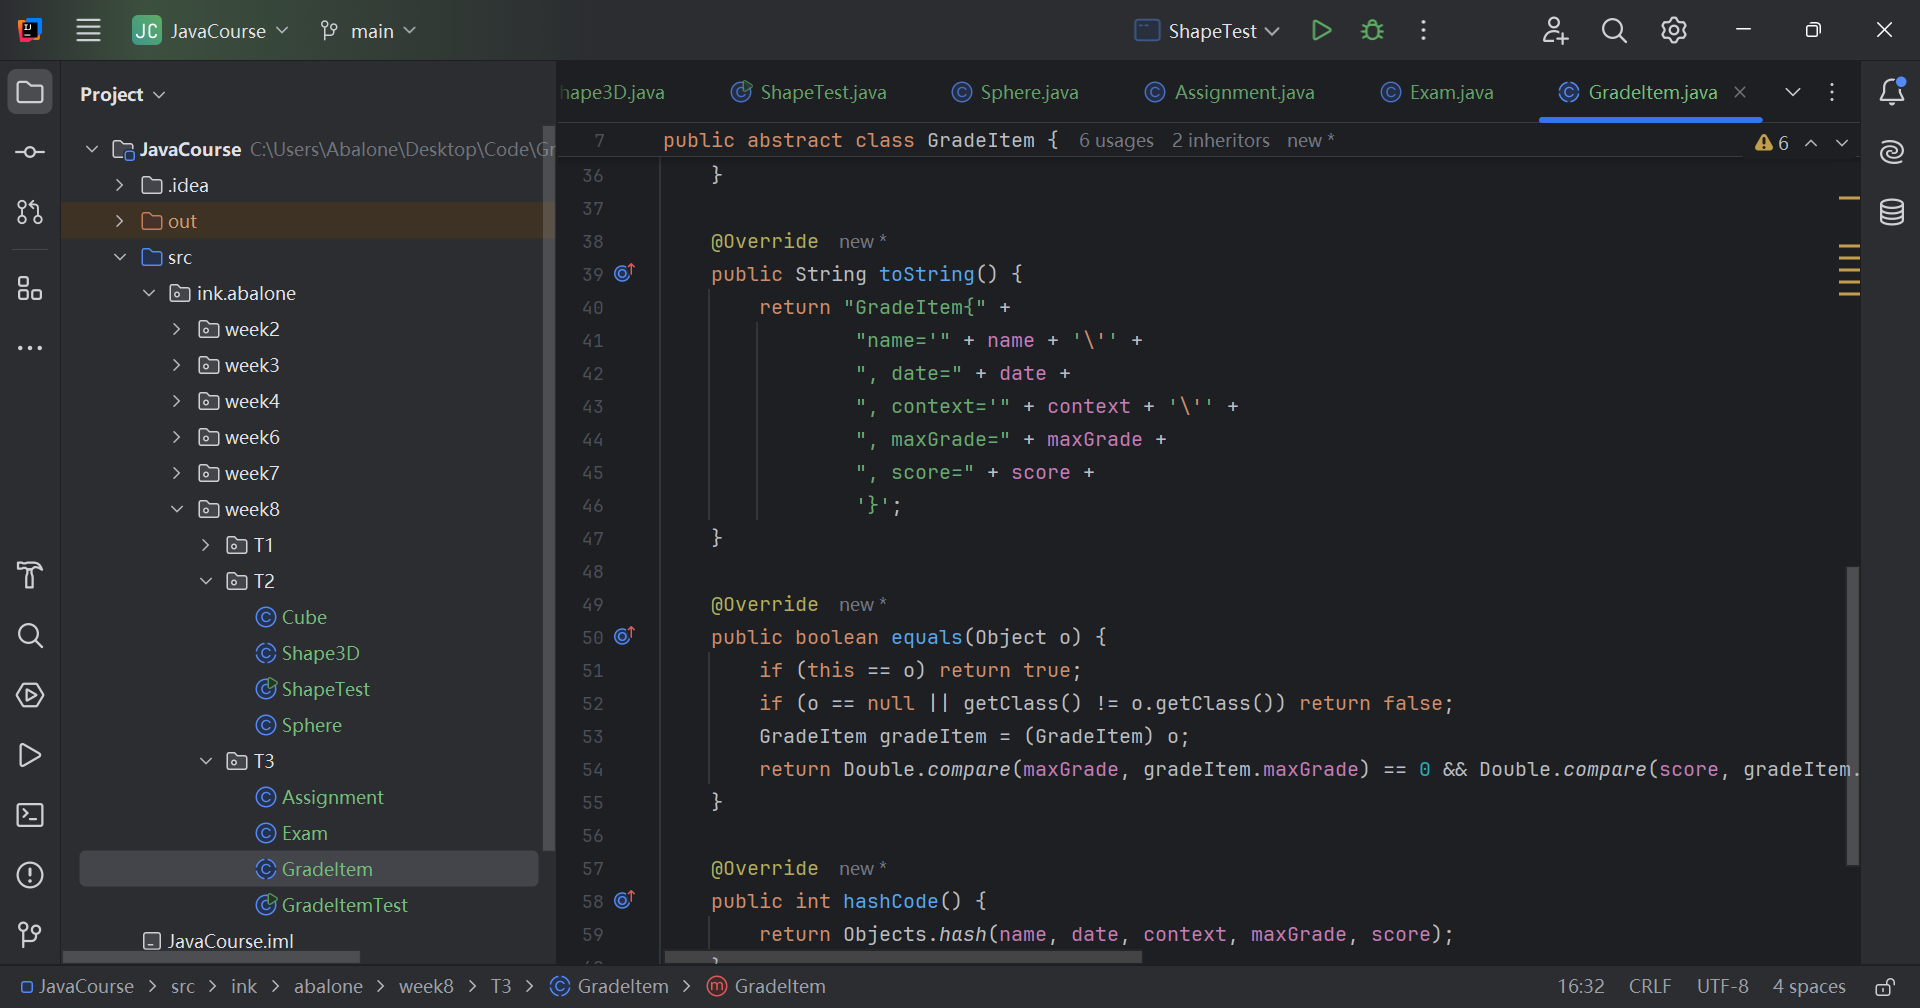 JC JavaCourse main ShapeTest
Project
JavaCourse C:\Users\Abalone\Desktop\Code\Gr
.idea
out
src
ink.abalone
week2
week3
week4
week6
week7
week8
T1
T2
Cube
Shape3D
ShapeTest
Sphere
T3
Assignment
Exam
GradeItem
GradeItemTest
JavaCourse.iml
hape3D.java ShapeTest.java Sphere.java Assignment.java Exam.java GradeItem.java
7 public abstract class GradeItem { 6 usages 2 inheritors new *
6
36 }
37
38 @Override new *
39 public String toString() {
40 return "GradeItem{" +
41 "name='" + name + '\'' +
42 ", date=" + date +
43 ", context='" + context + '\'' +
44 ", maxGrade=" + maxGrade +
45 ", score=" + score +
46 '}';
47 }
48
49 @Override new *
50 public boolean equals(Object o) {
51 if (this == o) return true;
52 if (o == null || getClass() != o.getClass()) return false;
53 GradeItem gradeItem = (GradeItem) o;
54 return Double.compare(maxGrade, gradeItem.maxGrade) == 0 && Double.compare(score, gradeItem.
55 }
56
57 @Override new *
58 public int hashCode() {
59 return Objects.hash(name, date, context, maxGrade, score);
JavaCourse > src > ink > abalone > week8 > T3 > GradeItem > GradeItem
16:32 CRLF UTF-8 4 spaces